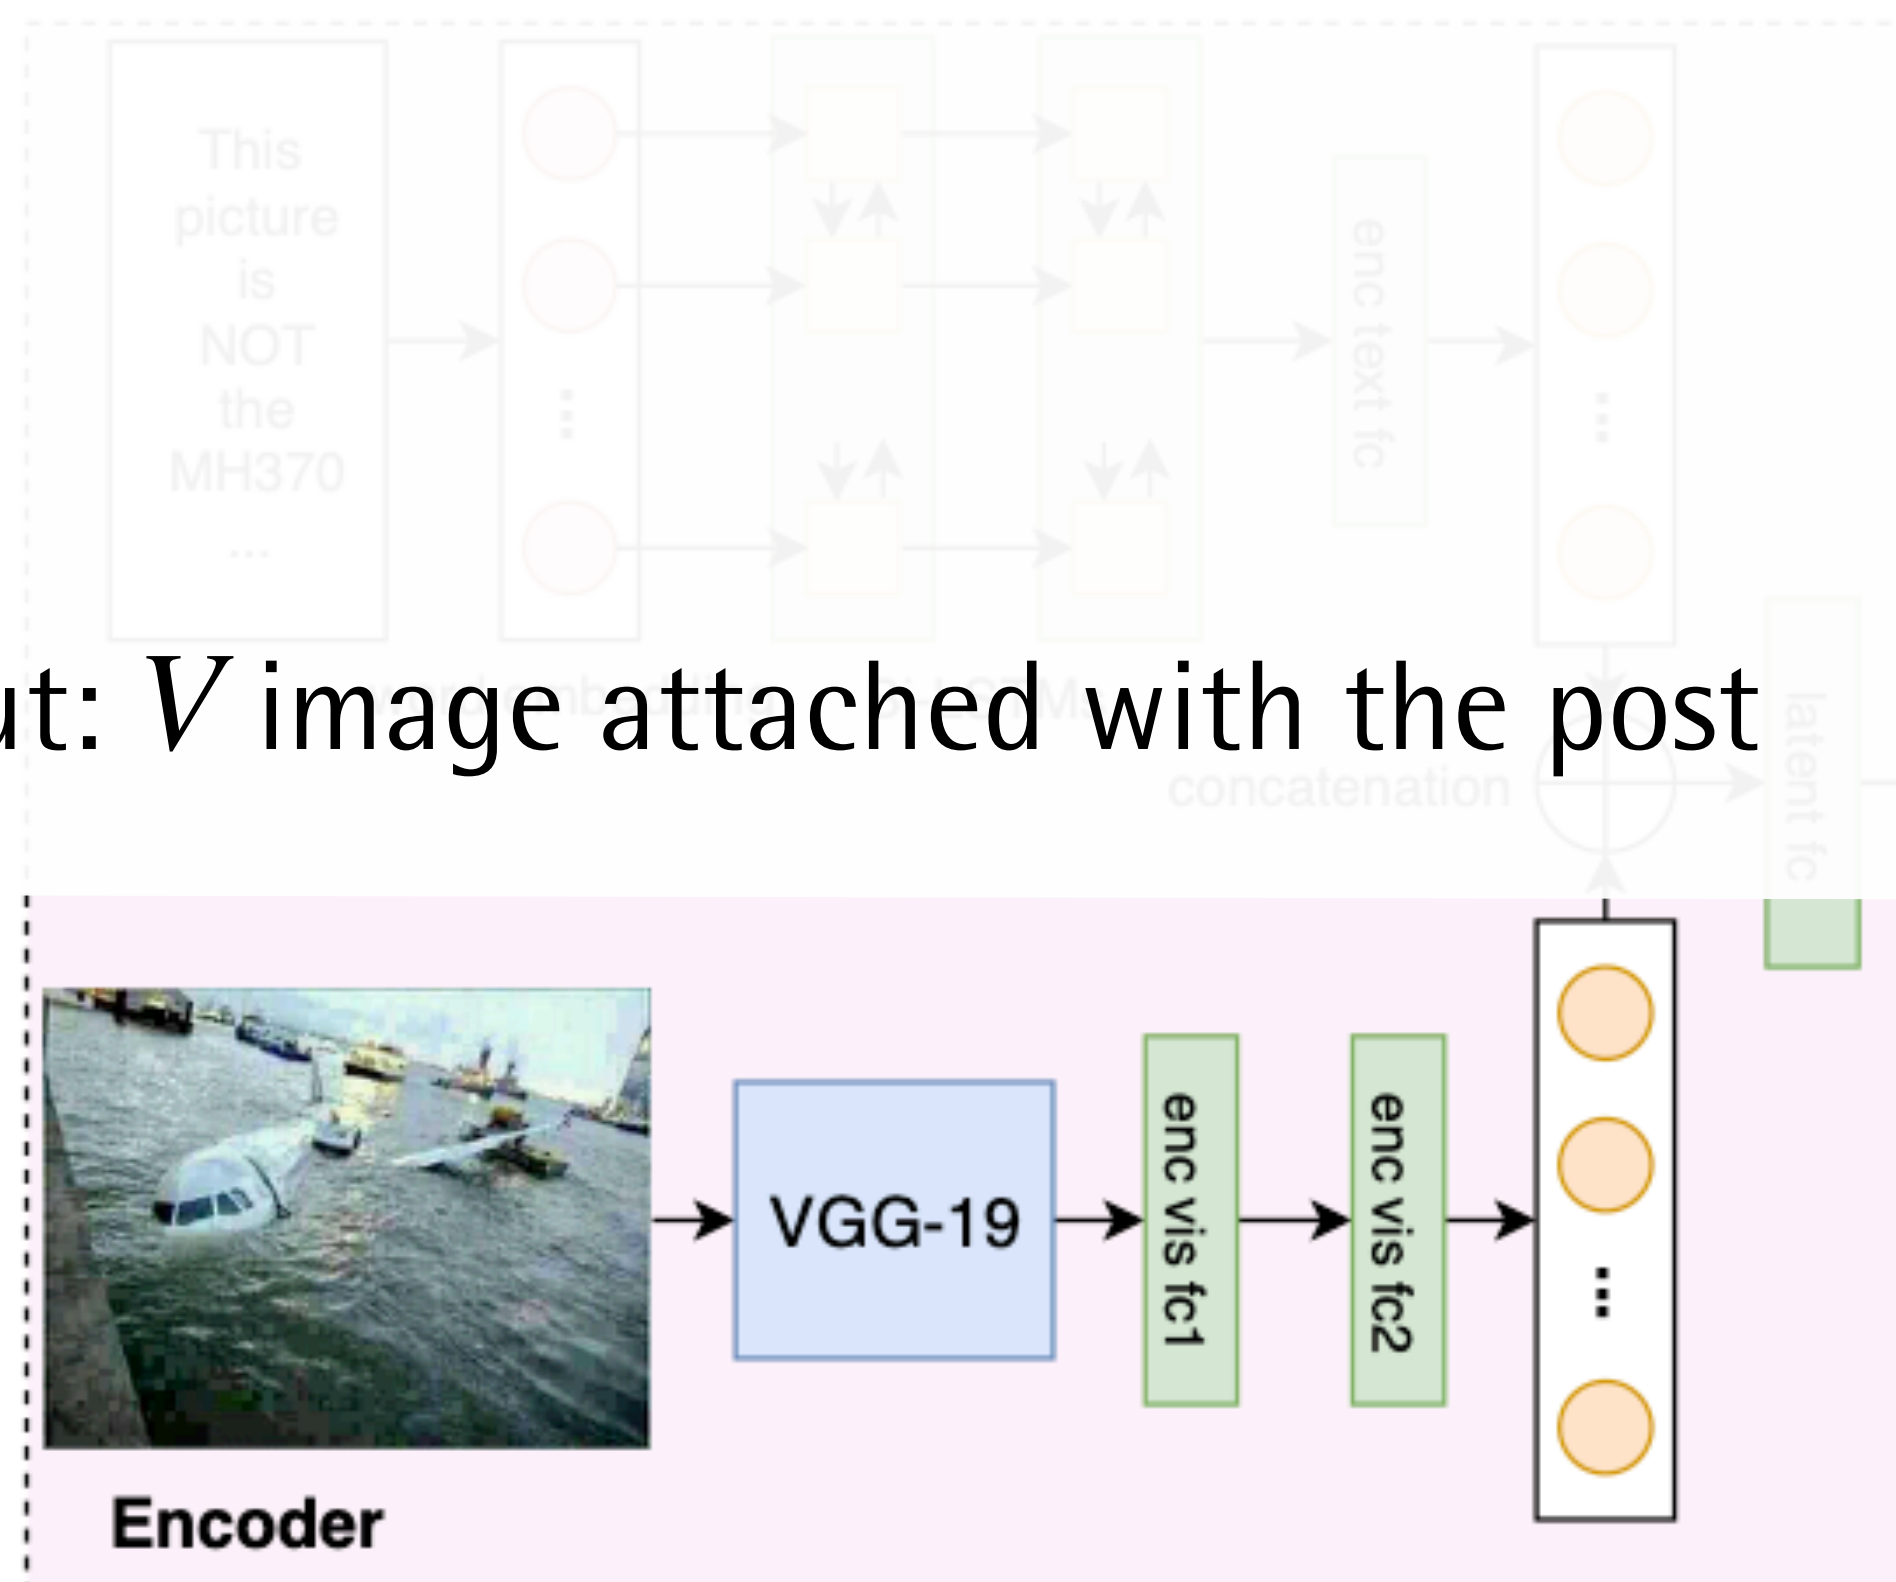 This
picture
is
NOT
the
MH370
...
enc text fc
ut: V image attached with the post
concatenation
latent fc
VGG-19
enc vis fc1
enc vis fc2
Encoder